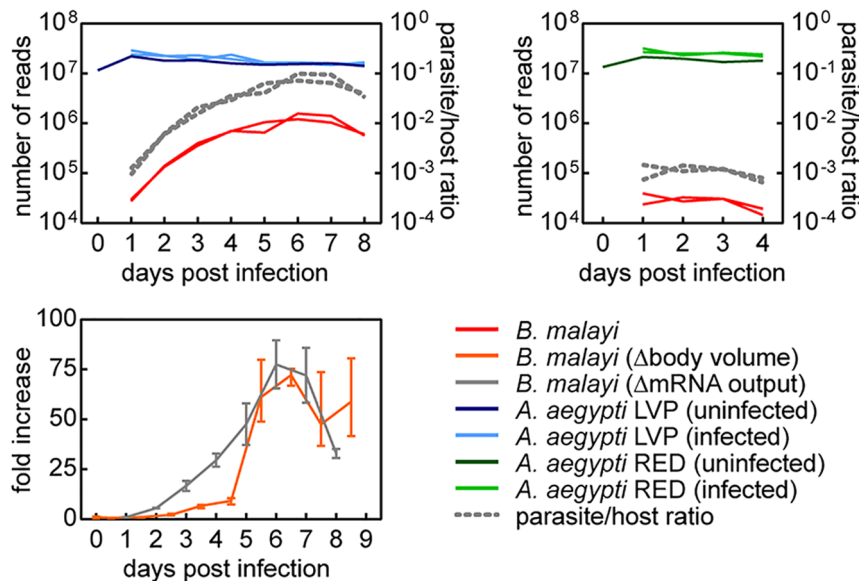 10^8
10^7
10^6
10^5
10^4
number of reads
10^0
10^-1
10^-2
10^-3
10^-4
parasite/host
ratio
0 1 2 3 4 5 6 7 8
days post infection
10^8
10^7
10^6
10^5
10^4
number of reads
10^0
10^-1
10^-2
10^-3
10^-4
parasite/host
ratio
0 1 2 3 4
days post infection
100
75
50
25
0
fold increase
0 1 2 3 4 5 6 7 8 9
days post infection
B. malayi
B. malayi (Δbody volume)
B. malayi (ΔmRNA output)
A. aegypti LVP (uninfected)
A. aegypti LVP (infected)
A. aegypti RED (uninfected)
A. aegypti RED (infected)
parasite/host ratio